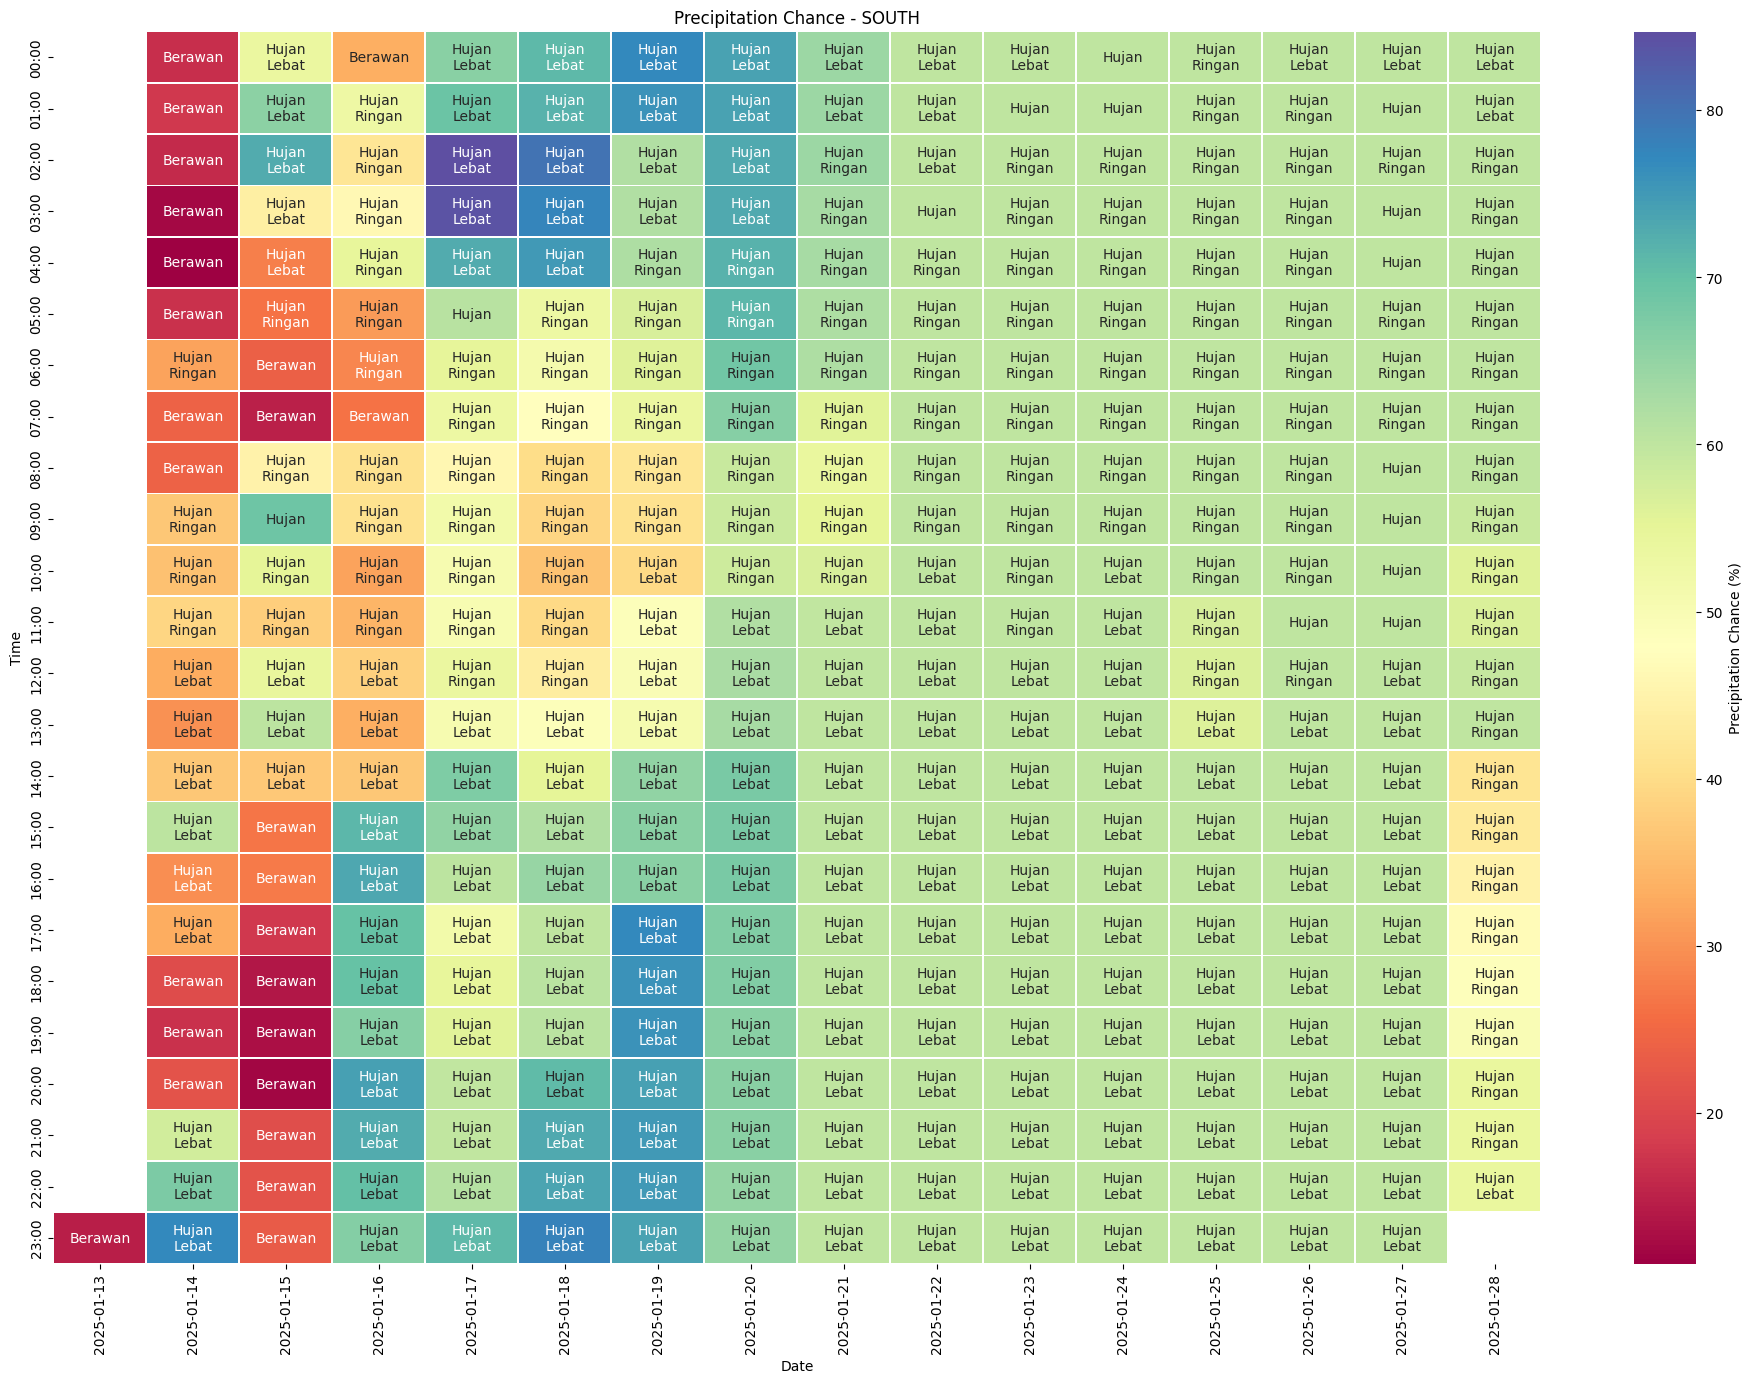 Precipitation Chance - SOUTH
00:00 Berawan Hujan Lebat Berawan Hujan Lebat Hujan Lebat Hujan Lebat Hujan Lebat Hujan Lebat Hujan Lebat Hujan Lebat Hujan Hujan Ringan Hujan Lebat Hujan Lebat Hujan Lebat
01:00 Berawan Hujan Lebat Hujan Ringan Hujan Lebat Hujan Lebat Hujan Lebat Hujan Lebat Hujan Lebat Hujan Lebat Hujan Hujan Hujan Ringan Hujan Ringan Hujan Hujan Lebat
02:00 Berawan Hujan Lebat Hujan Ringan Hujan Lebat Hujan Lebat Hujan Lebat Hujan Lebat Hujan Ringan Hujan Lebat Hujan Ringan Hujan Ringan Hujan Ringan Hujan Ringan Hujan Ringan Hujan Ringan
03:00 Berawan Hujan Lebat Hujan Ringan Hujan Lebat Hujan Lebat Hujan Lebat Hujan Lebat Hujan Ringan Hujan Hujan Ringan Hujan Ringan Hujan Ringan Hujan Ringan Hujan Hujan Ringan
04:00 Berawan Hujan Lebat Hujan Ringan Hujan Lebat Hujan Lebat Hujan Ringan Hujan Ringan Hujan Ringan Hujan Ringan Hujan Ringan Hujan Ringan Hujan Ringan Hujan Ringan Hujan Hujan Ringan
05:00 Berawan Hujan Ringan Hujan Ringan Hujan Hujan Ringan Hujan Ringan Hujan Ringan Hujan Ringan Hujan Ringan Hujan Ringan Hujan Ringan Hujan Ringan Hujan Ringan Hujan Ringan Hujan Ringan
06:00 Hujan Ringan Berawan Hujan Ringan Hujan Ringan Hujan Ringan Hujan Ringan Hujan Ringan Hujan Ringan Hujan Ringan Hujan Ringan Hujan Ringan Hujan Ringan Hujan Ringan Hujan Ringan Hujan Ringan
07:00 Berawan Berawan Berawan Hujan Ringan Hujan Ringan Hujan Ringan Hujan Ringan Hujan Ringan Hujan Ringan Hujan Ringan Hujan Ringan Hujan Ringan Hujan Ringan Hujan Ringan Hujan Ringan
08:00 Berawan Hujan Ringan Hujan Ringan Hujan Ringan Hujan Ringan Hujan Ringan Hujan Ringan Hujan Ringan Hujan Ringan Hujan Ringan Hujan Ringan Hujan Ringan Hujan Ringan Hujan Hujan Ringan
09:00 Hujan Ringan Hujan Hujan Ringan Hujan Ringan Hujan Ringan Hujan Ringan Hujan Ringan Hujan Ringan Hujan Ringan Hujan Ringan Hujan Ringan Hujan Ringan Hujan Ringan Hujan Hujan Ringan
10:00 Hujan Ringan Hujan Ringan Hujan Ringan Hujan Ringan Hujan Ringan Hujan Lebat Hujan Ringan Hujan Ringan Hujan Lebat Hujan Ringan Hujan Lebat Hujan Ringan Hujan Ringan Hujan Hujan Ringan
11:00 Hujan Ringan Hujan Ringan Hujan Ringan Hujan Ringan Hujan Ringan Hujan Lebat Hujan Lebat Hujan Lebat Hujan Lebat Hujan Ringan Hujan Lebat Hujan Ringan Hujan Hujan Hujan Ringan
12:00 Hujan Lebat Hujan Lebat Hujan Lebat Hujan Ringan Hujan Ringan Hujan Lebat Hujan Lebat Hujan Lebat Hujan Lebat Hujan Lebat Hujan Lebat Hujan Ringan Hujan Ringan Hujan Lebat Hujan Ringan
13:00 Hujan Lebat Hujan Lebat Hujan Lebat Hujan Lebat Hujan Lebat Hujan Lebat Hujan Lebat Hujan Lebat Hujan Lebat Hujan Lebat Hujan Lebat Hujan Lebat Hujan Lebat Hujan Lebat Hujan Ringan
14:00 Hujan Lebat Hujan Lebat Hujan Lebat Hujan Lebat Hujan Lebat Hujan Lebat Hujan Lebat Hujan Lebat Hujan Lebat Hujan Lebat Hujan Lebat Hujan Lebat Hujan Lebat Hujan Lebat Hujan Ringan
15:00 Hujan Lebat Berawan Hujan Lebat Hujan Lebat Hujan Lebat Hujan Lebat Hujan Lebat Hujan Lebat Hujan Lebat Hujan Lebat Hujan Lebat Hujan Lebat Hujan Lebat Hujan Lebat Hujan Ringan
16:00 Hujan Lebat Berawan Hujan Lebat Hujan Lebat Hujan Lebat Hujan Lebat Hujan Lebat Hujan Lebat Hujan Lebat Hujan Lebat Hujan Lebat Hujan Lebat Hujan Lebat Hujan Lebat Hujan Ringan
17:00 Hujan Lebat Berawan Hujan Lebat Hujan Lebat Hujan Lebat Hujan Lebat Hujan Lebat Hujan Lebat Hujan Lebat Hujan Lebat Hujan Lebat Hujan Lebat Hujan Lebat Hujan Lebat Hujan Ringan
18:00 Berawan Berawan Hujan Lebat Hujan Lebat Hujan Lebat Hujan Lebat Hujan Lebat Hujan Lebat Hujan Lebat Hujan Lebat Hujan Lebat Hujan Lebat Hujan Lebat Hujan Lebat Hujan Ringan
19:00 Berawan Berawan Hujan Lebat Hujan Lebat Hujan Lebat Hujan Lebat Hujan Lebat Hujan Lebat Hujan Lebat Hujan Lebat Hujan Lebat Hujan Lebat Hujan Lebat Hujan Lebat Hujan Ringan
20:00 Berawan Berawan Hujan Lebat Hujan Lebat Hujan Lebat Hujan Lebat Hujan Lebat Hujan Lebat Hujan Lebat Hujan Lebat Hujan Lebat Hujan Lebat Hujan Lebat Hujan Lebat Hujan Ringan
21:00 Hujan Lebat Berawan Hujan Lebat Hujan Lebat Hujan Lebat Hujan Lebat Hujan Lebat Hujan Lebat Hujan Lebat Hujan Lebat Hujan Lebat Hujan Lebat Hujan Lebat Hujan Lebat Hujan Ringan
22:00 Hujan Lebat Berawan Hujan Lebat Hujan Lebat Hujan Lebat Hujan Lebat Hujan Lebat Hujan Lebat Hujan Lebat Hujan Lebat Hujan Lebat Hujan Lebat Hujan Lebat Hujan Lebat Hujan Lebat
23:00 Berawan Hujan Lebat Berawan Hujan Lebat Hujan Lebat Hujan Lebat Hujan Lebat Hujan Lebat Hujan Lebat Hujan Lebat Hujan Lebat Hujan Lebat Hujan Lebat Hujan Lebat Hujan Lebat
Time
2025-01-13 2025-01-14 2025-01-15 2025-01-16 2025-01-17 2025-01-18 2025-01-19 2025-01-20 2025-01-21 2025-01-22 2025-01-23 2025-01-24 2025-01-25 2025-01-26 2025-01-27 2025-01-28
Date
80
70
60
50
40
30
20
Precipitation Chance (%)